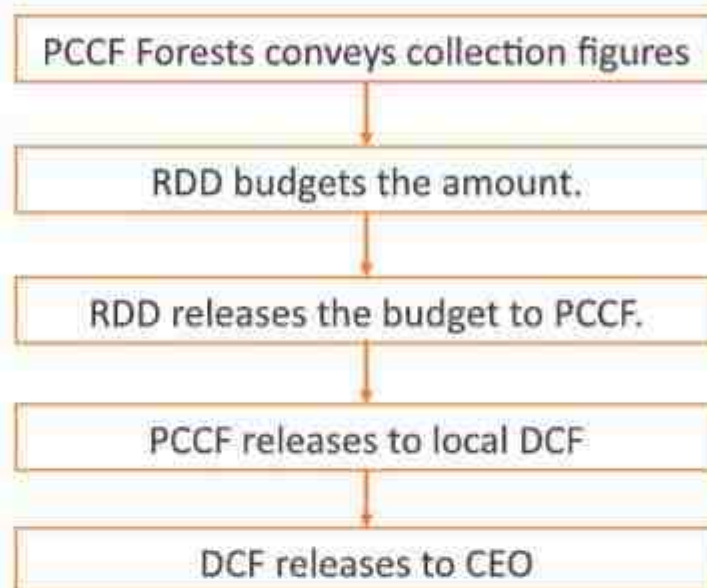 PCCF Forests conveys collection figures
RDD budgets the amount.
RDD releases the budget to PCCF.
PCCF releases to local DCF
DCF releases to CEO